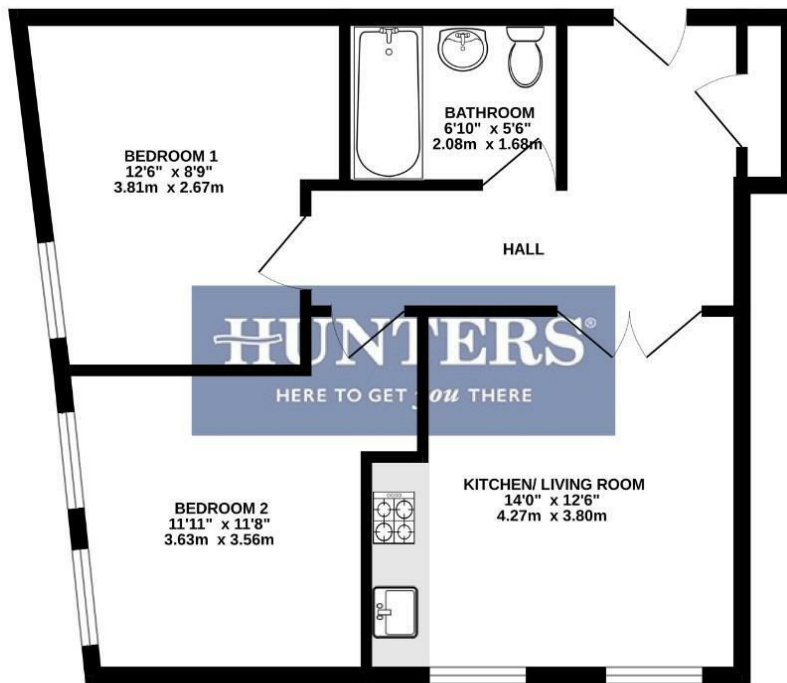 BATHROOM
6'10" x 5'6"
2.08m x 1.68m
BEDROOM 1
12'6" x 8'9"
3.81m x 2.67m
HALL
HUNTERS®
HERE TO GET you THERE
KITCHEN/ LIVING ROOM
14'0" x 12'6"
4.27m x 3.80m
BEDROOM 2
11'11" x 11'8"
3.63m x 3.56m